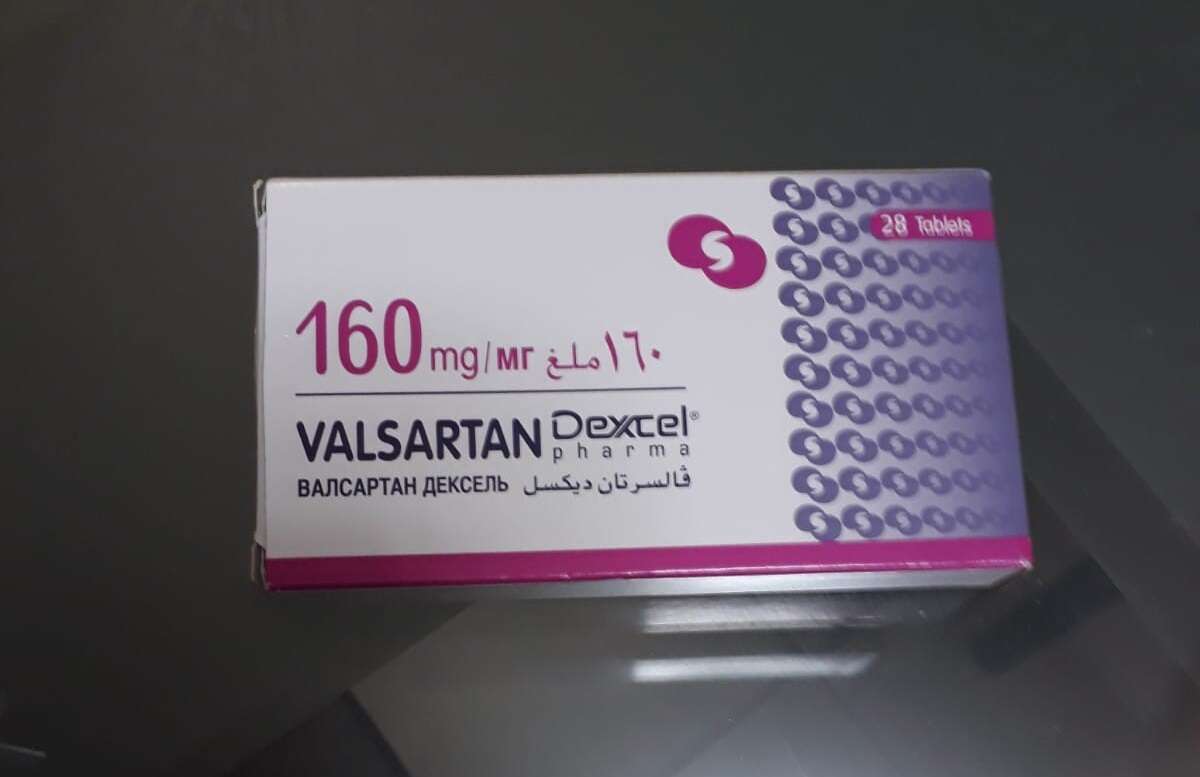 28 Tablets
160 mg/мг ١٦٠ ملغ
VALSARTAN Dexcel®
pharma
ВАЛСАРТАН ДЕКСЕЛЬ ڤالسرتان ديكسل